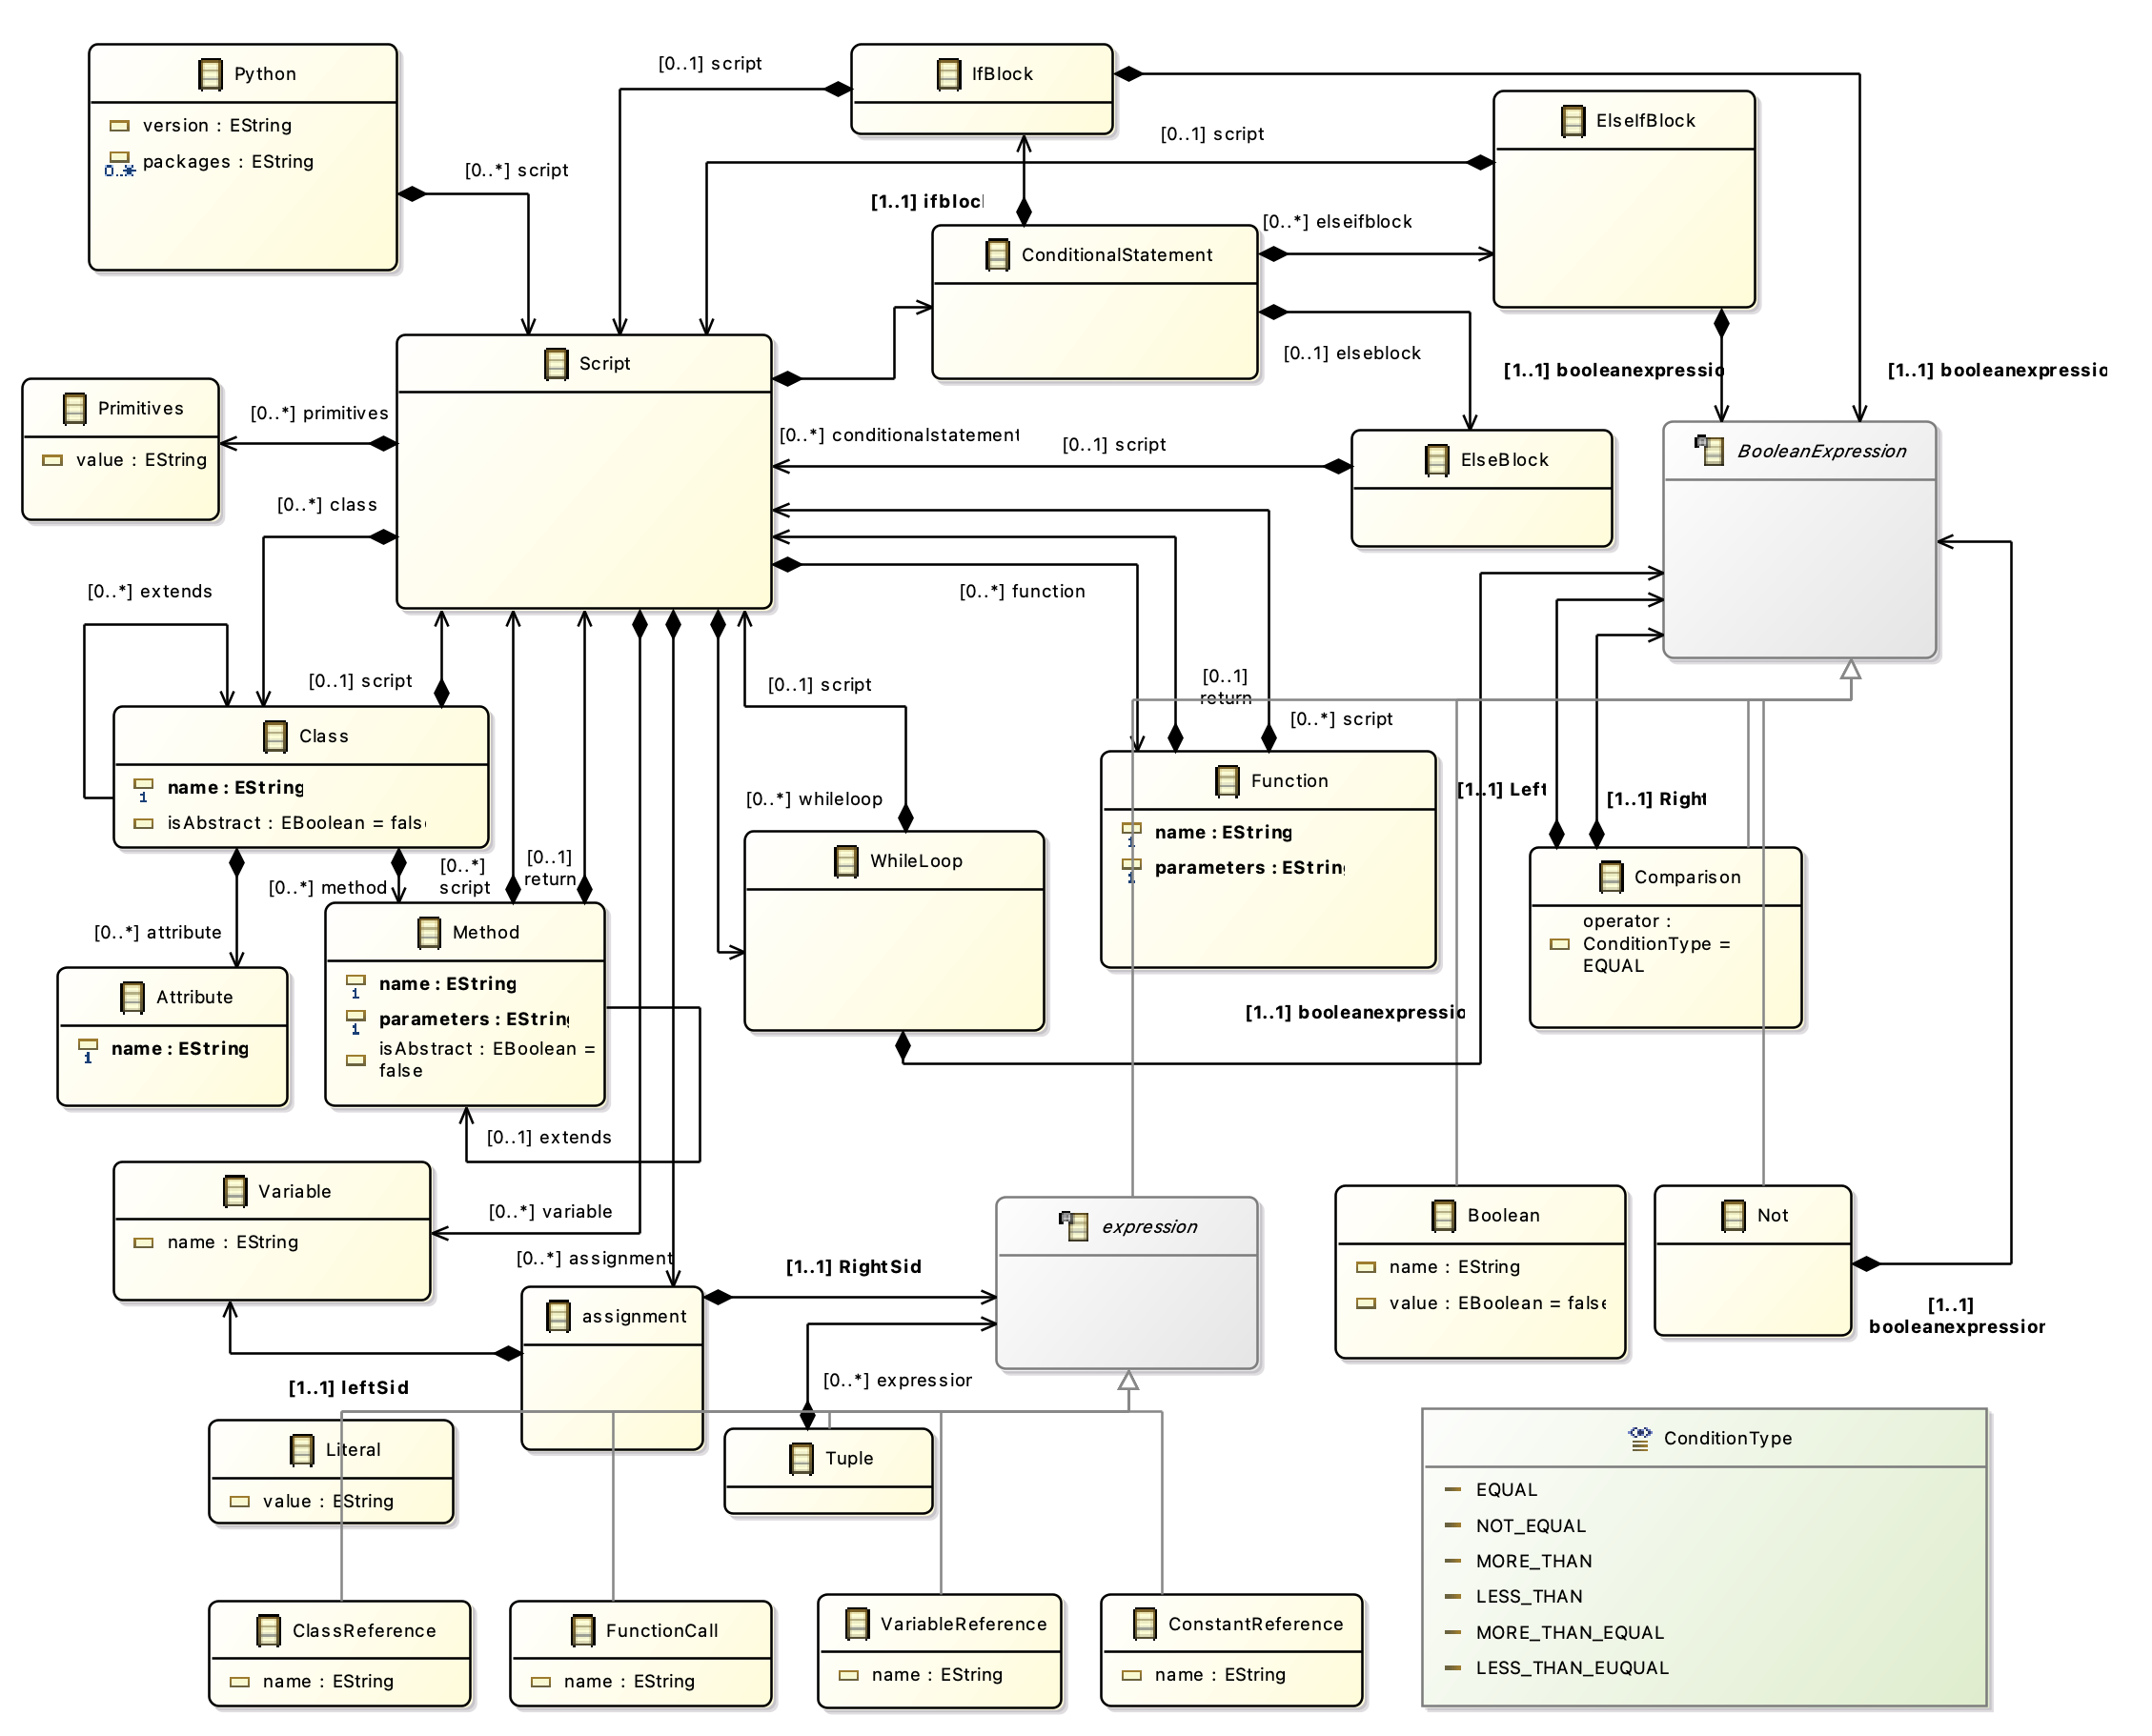 Python
version : EString
packages : EString
0..*
[0..*] script
[0..1] script
IfBlock
[0..1] script
ElseIfBlock
[1..1] ifbloc
ConditionalStatement
[0..*] elseifblock
[0..1] elseblock
[1..1] booleanexpressio
[1..1] booleanexpressio
Script
Primitives
value : EString
[0..*] primitives
[0..*] class
[0..*] conditionalstatement
[0..1] script
ElseBlock
BooleanExpression
[0..*] extends
[0..1] script
[0..*] function
[0..1]
return
[0..*] script
[0..1] script
Class
name : EString
1
isAbstract : EBoolean = fals
[0..*] whileloop
[0..*] method
[0..*]
script
[0..1]
return
WhileLoop
Function
name : EString
1
parameters : EString
1
[1..1] Left
[1..1] Right
Comparison
operator :
ConditionType =
EQUAL
[0..*] attribute
Attribute
name : EString
1
Method
name : EString
1
parameters : EString
1
isAbstract : EBoolean =
false
[1..1] booleanexpressio
[0..1] extends
Variable
name : EString
[0..*] variable
[0..*] assignment
[1..1] RightSid
expression
Boolean
name : EString
value : EBoolean = false
Not
[1..1]
booleanexpression
assignment
[1..1] leftSid
[0..*] expression
Literal
value : EString
Tuple
ConditionType
EQUAL
NOT_EQUAL
MORE_THAN
LESS_THAN
MORE_THAN_EQUAL
LESS_THAN_EUQUAL
ClassReference
name : EString
FunctionCall
name : EString
VariableReference
name : EString
ConstantReference
name : EString